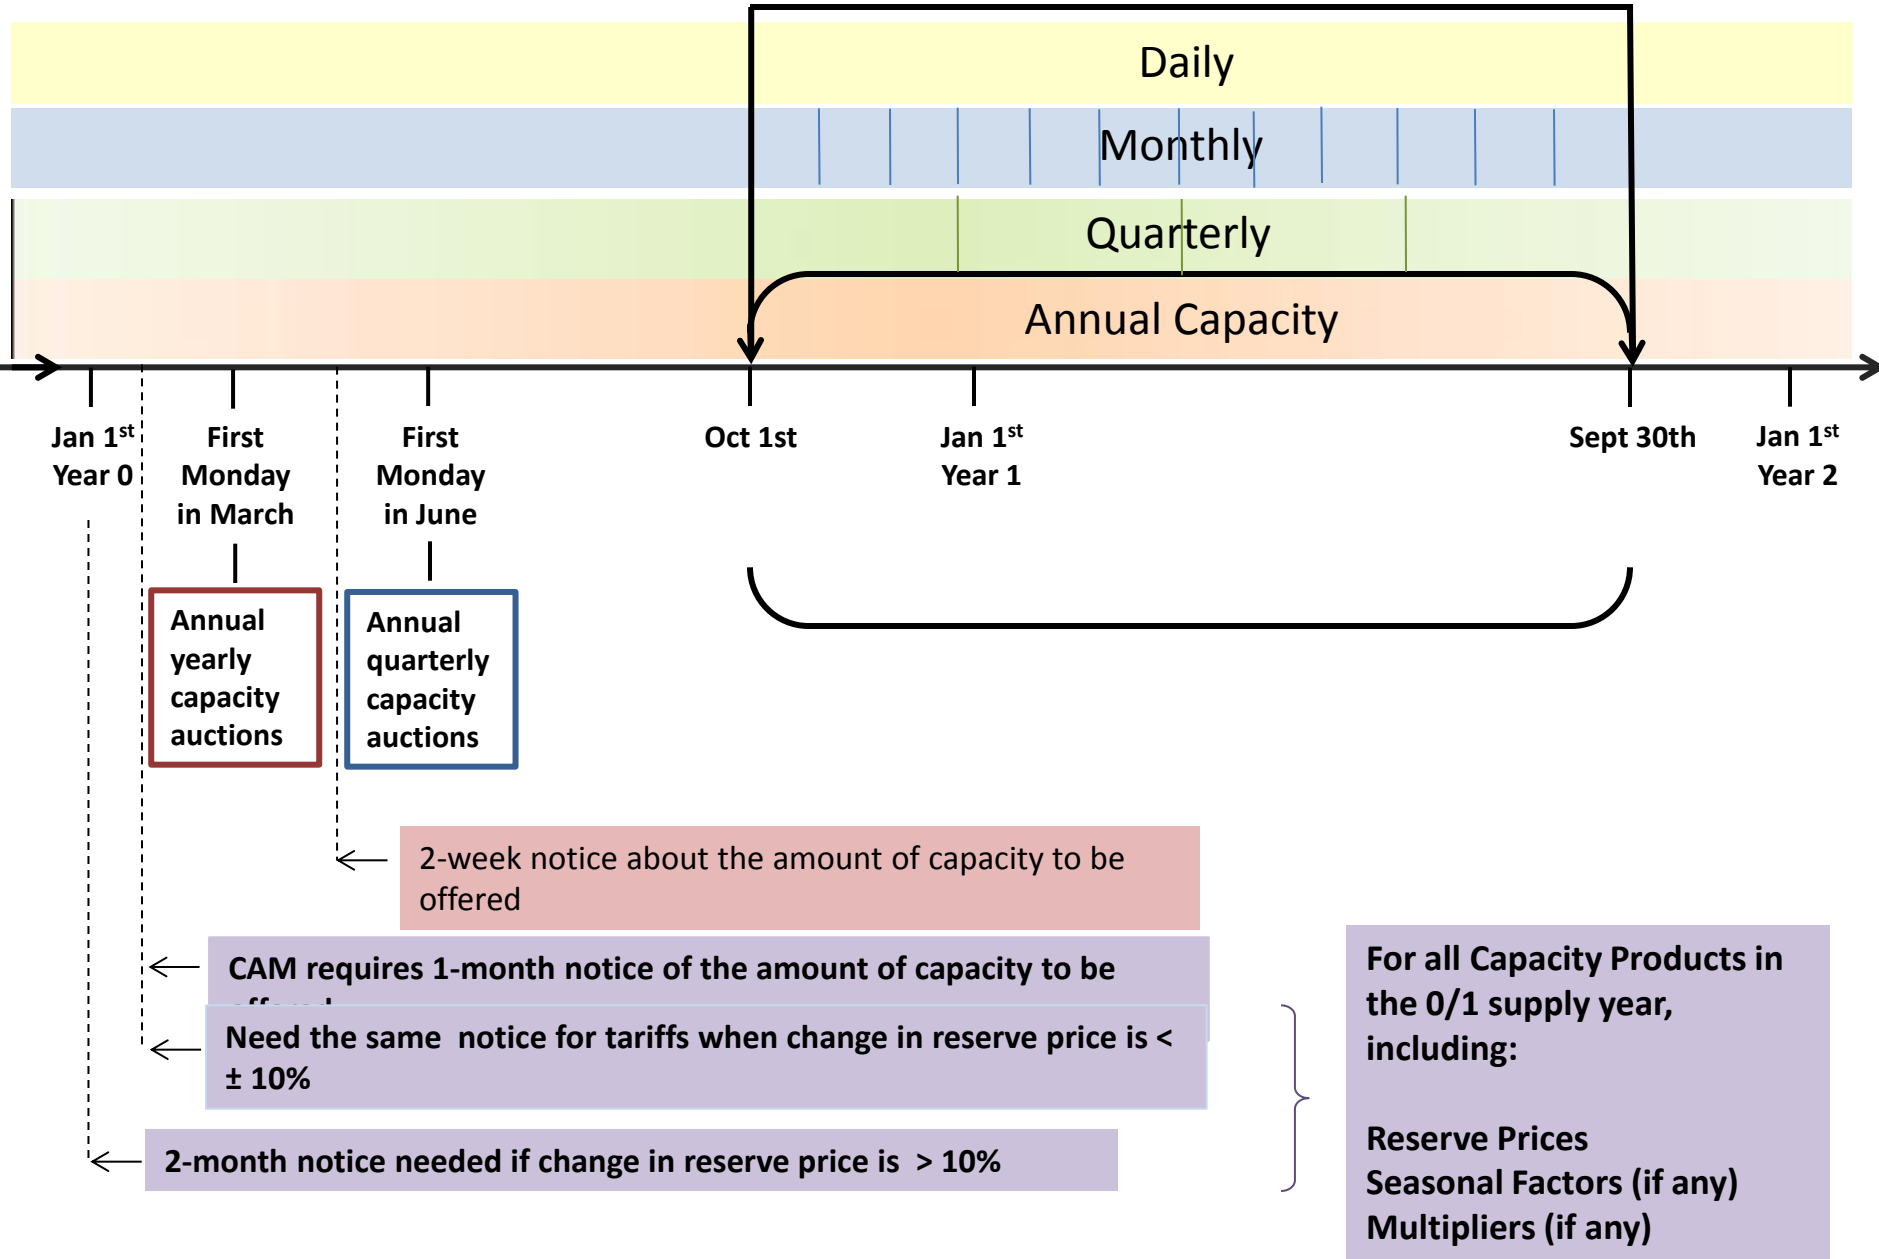 Daily
Monthly
Quarterly
Annual Capacity
Jan 1st
Year 0
First
Monday
in March
First
Monday
in June
Oct 1st
Jan 1st
Year 1
Sept 30th
Jan 1st
Year 2
Annual
yearly
capacity
auctions
Annual
quarterly
capacity
auctions
2-week notice about the amount of capacity to be
offered
CAM requires 1-month notice of the amount of capacity to be
offered
Need the same  notice for tariffs when change in reserve price is <
± 10%
2-month notice needed if change in reserve price is  > 10%
For all Capacity Products in
the 0/1 supply year,
including:
Reserve Prices
Seasonal Factors (if any)
Multipliers (if any)